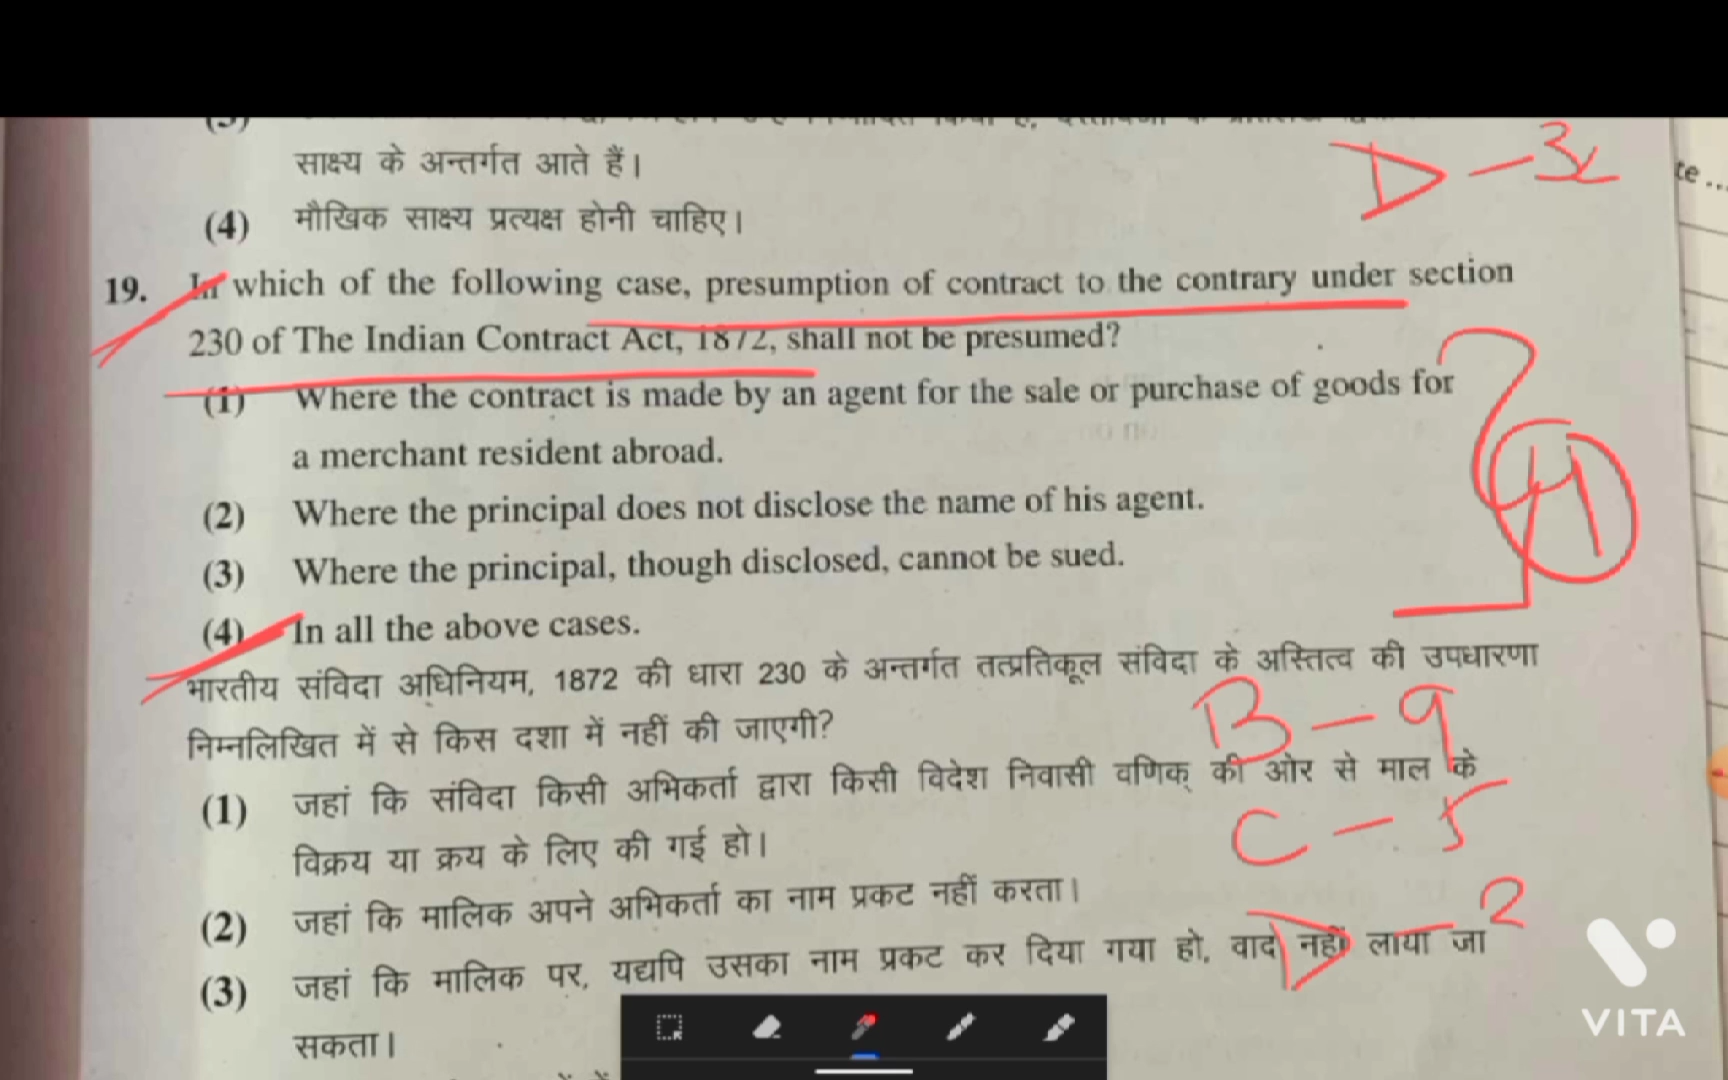 (3)
साक्ष्य के अन्तर्गत आते हैं।
(4) मौखिक साक्ष्य प्रत्यक्ष होनी चाहिए।
D - 3
te ...
19. In which of the following case, presumption of contract to the contrary under section
230 of The Indian Contract Act, 1872, shall not be presumed?
(1) Where the contract is made by an agent for the sale or purchase of goods for
a merchant resident abroad.
(2) Where the principal does not disclose the name of his agent.
(3) Where the principal, though disclosed, cannot be sued.
(4) In all the above cases.
भारतीय संविदा अधिनियम, 1872 की धारा 230 के अन्तर्गत तत्प्रतिकूल संविदा के अस्तित्व की उपधारणा
निम्नलिखित में से किस दशा में नहीं की जाएगी?
B - 9
(1) जहां कि संविदा किसी अभिकर्ता द्वारा किसी विदेश निवासी वणिक् की ओर से माल के
विक्रय या क्रय के लिए की गई हो।
C - 5
(2) जहां कि मालिक अपने अभिकर्ता का नाम प्रकट नहीं करता।
D - 2
(3) जहां कि मालिक पर, यद्यपि उसका नाम प्रकट कर दिया गया हो, वाद नहीं लाया जा
सकता।
VITA